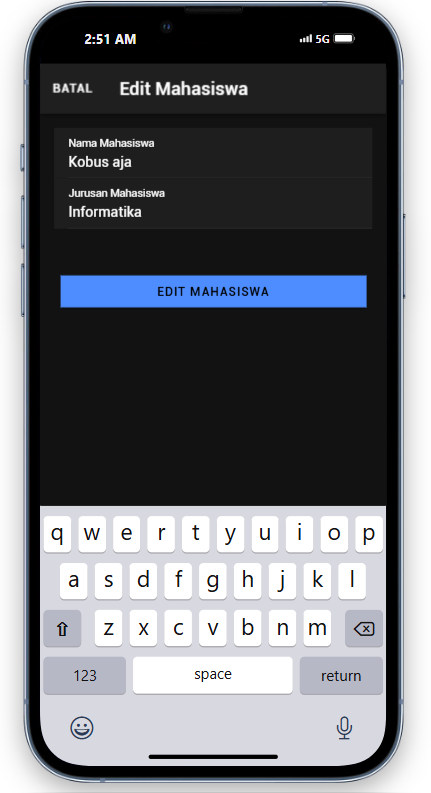 2:51 AM 5G
BATAL Edit Mahasiswa
Nama Mahasiswa
Kobus aja
Jurusan Mahasiswa
Informatika
EDIT MAHASISWA
q w e r t y u i o p
a s d f g h j k l
z x c v b n m
123 space return